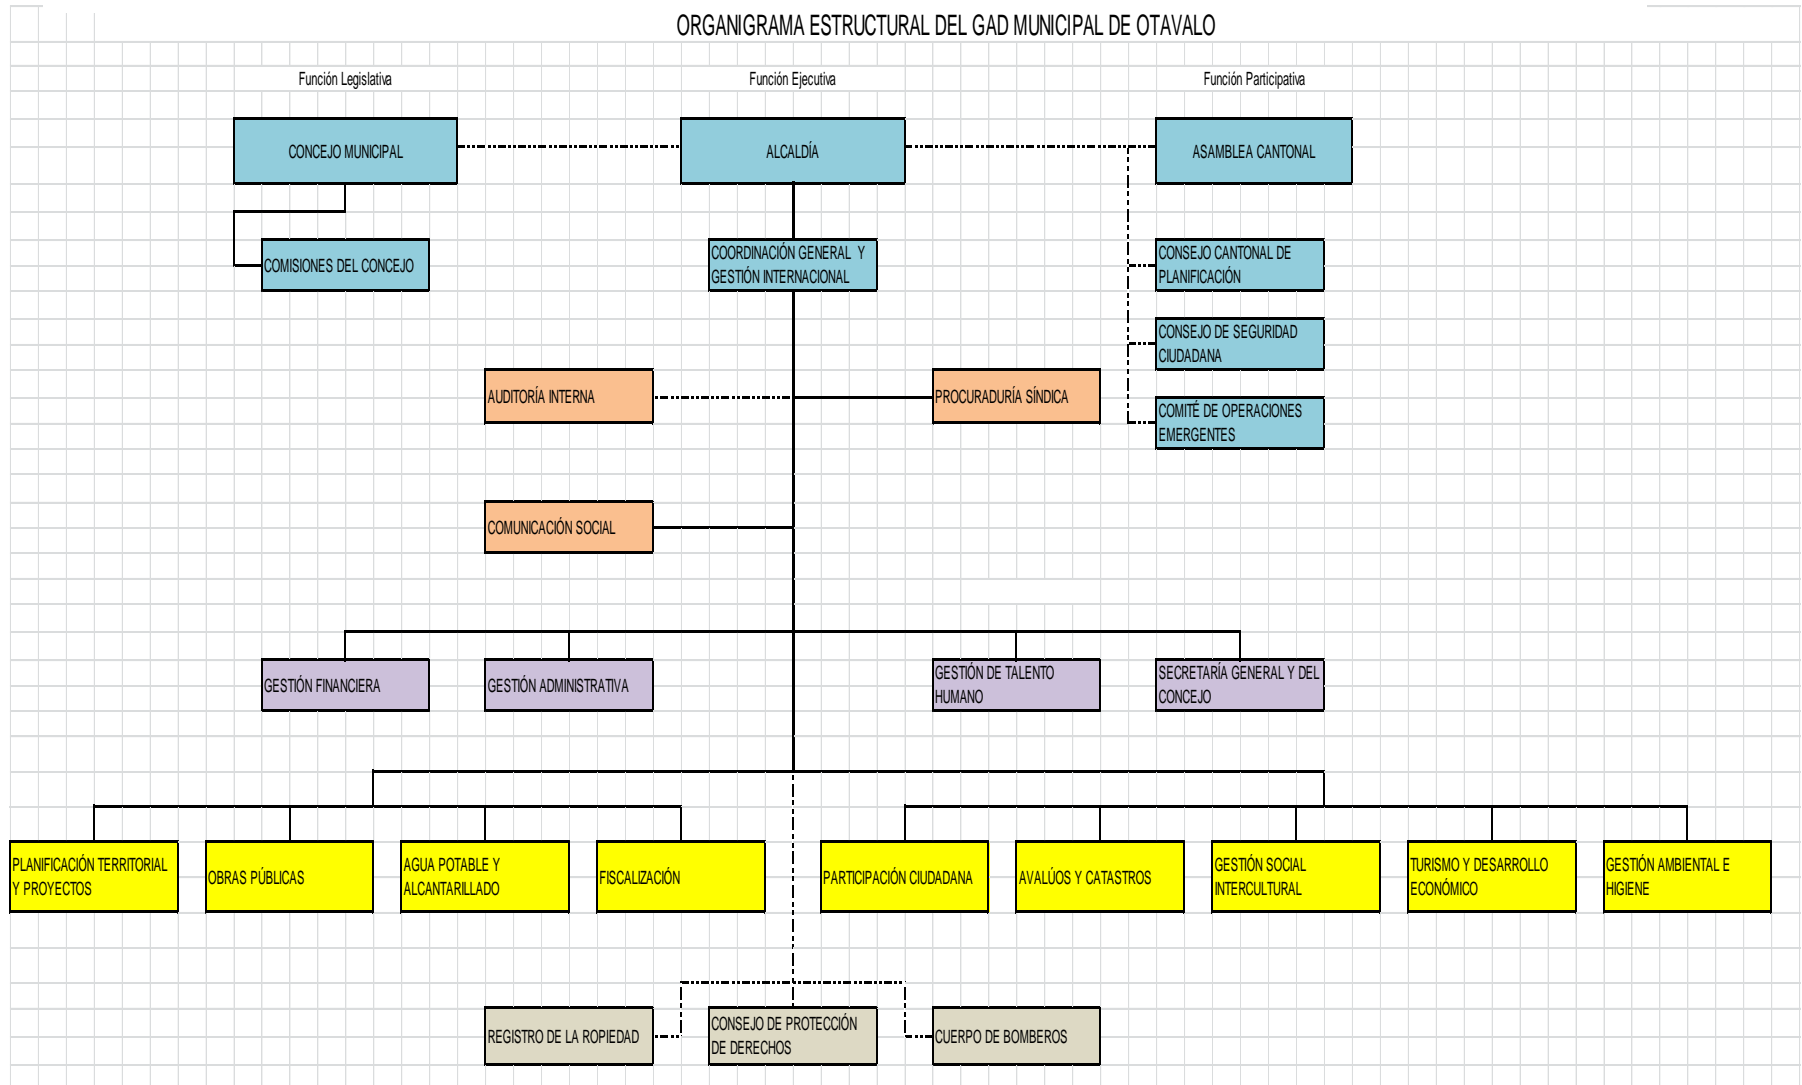 ORGANIGRAMA ESTRUCTURAL DEL GAD MUNICIPAL DE OTAVALO
Función Legislativa
Función Ejecutiva
Función Participativa
CONCEJO MUNICIPAL
ALCALDÍA
ASAMBLEA CANTONAL
COMISIONES DEL CONCEJO
COORDINACIÓN GENERAL Y
GESTIÓN INTERNACIONAL
CONSEJO CANTONAL DE
PLANIFICACIÓN
CONSEJO DE SEGURIDAD
CIUDADANA
AUDITORÍA INTERNA
PROCURADURÍA SÍNDICA
COMITÉ DE OPERACIONES
EMERGENTES
COMUNICACIÓN SOCIAL
GESTIÓN FINANCIERA
GESTIÓN ADMINISTRATIVA
GESTIÓN DE TALENTO
HUMANO
SECRETARÍA GENERAL Y DEL
CONCEJO
PLANIFICACIÓN TERRITORIAL
Y PROYECTOS
OBRAS PÚBLICAS
AGUA POTABLE Y
ALCANTARILLADO
FISCALIZACIÓN
PARTICIPACIÓN CIUDADANA
AVALÚOS Y CATASTROS
GESTIÓN SOCIAL
INTERCULTURAL
TURISMO Y DESARROLLO
ECONÓMICO
GESTIÓN AMBIENTAL E
HIGIENE
REGISTRO DE LA ROPIEDAD
CONSEJO DE PROTECCIÓN
DE DERECHOS
CUERPO DE BOMBEROS